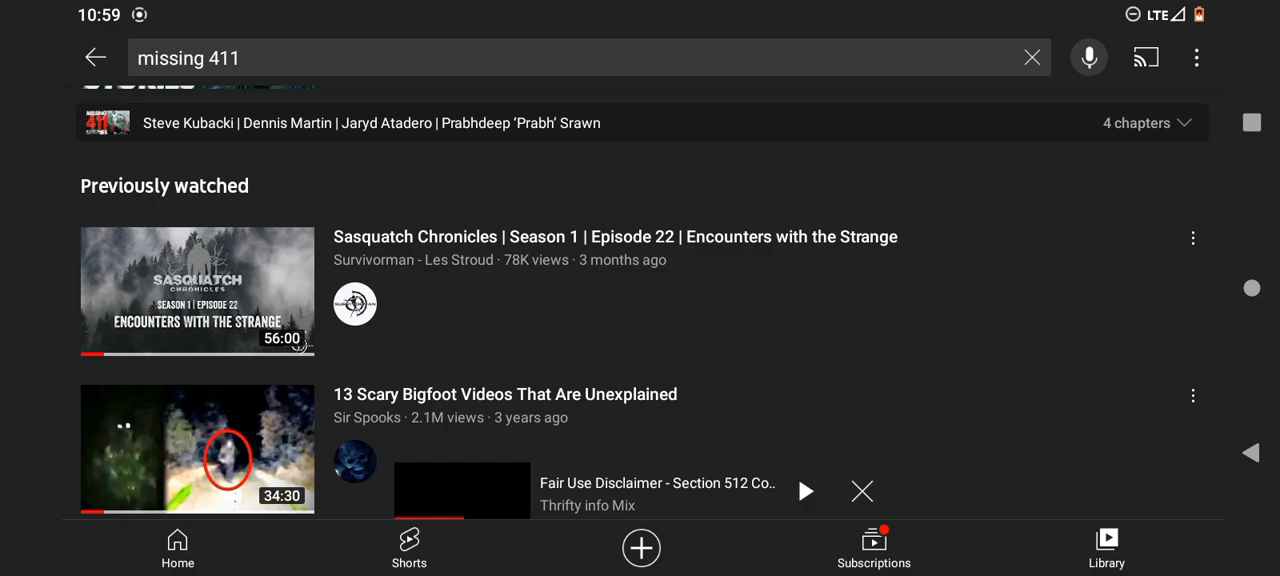 10:59
LTE
missing 411
MISSING
411
Steve Kubacki | Dennis Martin | Jaryd Atadero | Prabhdeep ‘Prabh’ Srawn
4 chapters
Previously watched
SASQUATCH
CHRONICLES
SEASON 1 | EPISODE 22
ENCOUNTERS WITH THE STRANGE
56:00
Sasquatch Chronicles | Season 1 | Episode 22 | Encounters with the Strange
Survivorman - Les Stroud · 78K views · 3 months ago
34:30
13 Scary Bigfoot Videos That Are Unexplained
Sir Spooks · 2.1M views · 3 years ago
Fair Use Disclaimer - Section 512 Co..
Thrifty info Mix
Home
Shorts
Subscriptions
Library